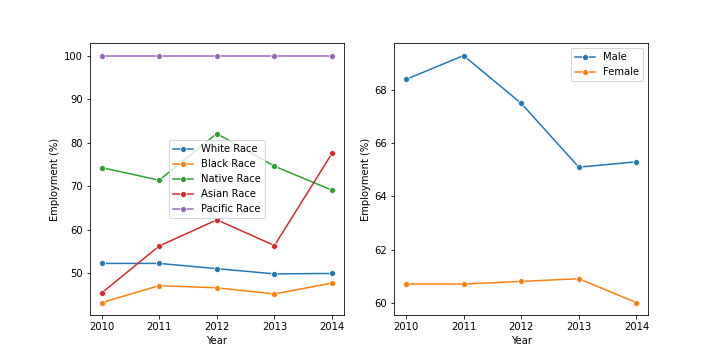 100
90
80
70
60
50
Employment (%)
White Race
Black Race
Native Race
Asian Race
Pacific Race
2010 2011 2012 2013 2014
Year
68
66
64
62
60
Employment (%)
Male
Female
2010 2011 2012 2013 2014
Year